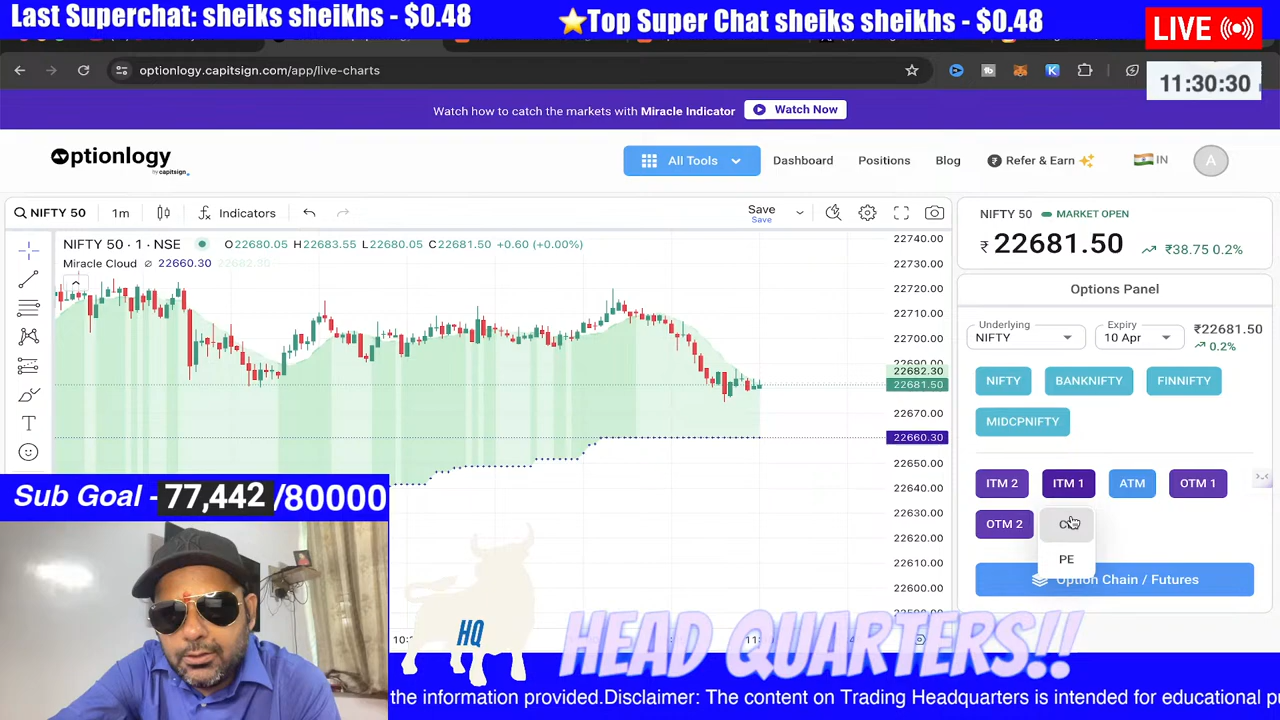 Last Superchat: sheiks sheikhs - $0.48
⭐Top Super Chat sheiks sheikhs - $0.48
LIVE
optionlogy.capitsign.com/app/live-charts
11:30:30
Watch how to catch the markets with Miracle Indicator
Watch Now
optionlogy
by capitsign.
All Tools
Dashboard
Positions
Blog
Refer & Earn
IN
A
NIFTY 50
1m
Indicators
Save
Save
NIFTY 50 · 1 · NSE
O22680.05 H22683.55 L22680.05 C22681.50 +0.60 (+0.00%)
Miracle Cloud ⌀ 22660.30 22682.30
22740.00
22730.00
22720.00
22710.00
22700.00
22690.00
22682.30
22681.50
22670.00
22660.30
22650.00
22640.00
22630.00
22620.00
22610.00
22600.00
NIFTY 50 MARKET OPEN
₹ 22681.50 ₹38.75 0.2%
Options Panel
Underlying
NIFTY
Expiry
10 Apr
₹22681.50
0.2%
NIFTY
BANKNIFTY
FINNIFTY
MIDCPNIFTY
ITM 2
ITM 1
ATM
OTM 1
OTM 2
PE
Option Chain / Futures
Sub Goal - 77,442 /80000
HQ
HEAD QUARTERS!!
the information provided.Disclaimer: The content on Trading Headquarters is intended for educational p